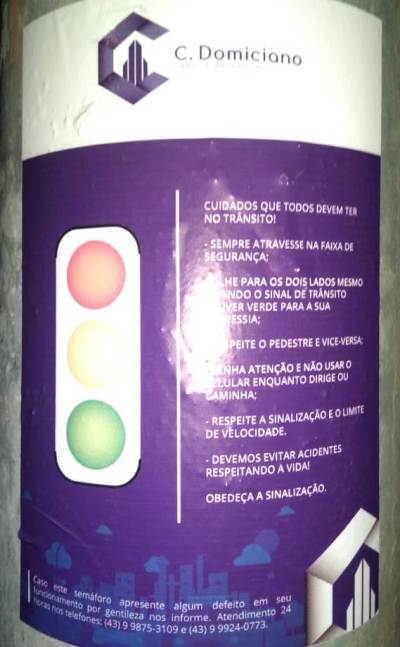 C. Domiciano
CUIDADOS QUE TODOS DEVEM TER
NO TRÂNSITO!
- SEMPRE ATRAVESSE NA FAIXA DE
SEGURANÇA;
PARA OS DOIS LADOS MESMO
O SINAL DE TRÂNSITO
VERDE PARA A SUA
O PEDESTRE E VICE-VERSA;
ATENÇÃO E NÃO USAR O
ENQUANTO DIRIGE OU
CAMINHA;
- RESPEITE A SINALIZAÇÃO E O LIMITE
DE VELOCIDADE.
- DEVEMOS EVITAR ACIDENTES
RESPEITANDO A VIDA!
OBEDEÇA A SINALIZAÇÃO.
Caso este semáforo apresente algum defeito em seu
funcionamento por gentileza nos informe. Atendimento 24
horas nos telefones: (43) 9 9875-3109 e (43) 9 9924-0773.